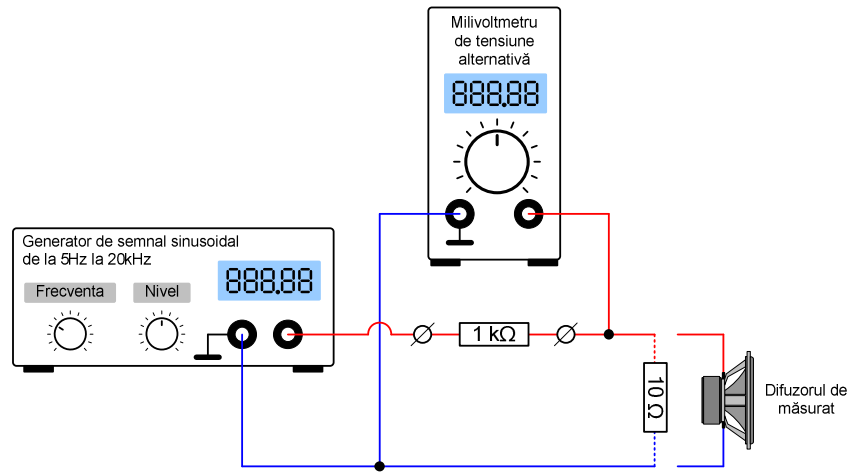 Milivoltmetru
de tensiune
alternativă
888.88
Generator de semnal sinusoidal
de la 5Hz la 20kHz
888.88
Frecventa
Nivel
1 kΩ
10 Ω
Difuzorul de
măsurat